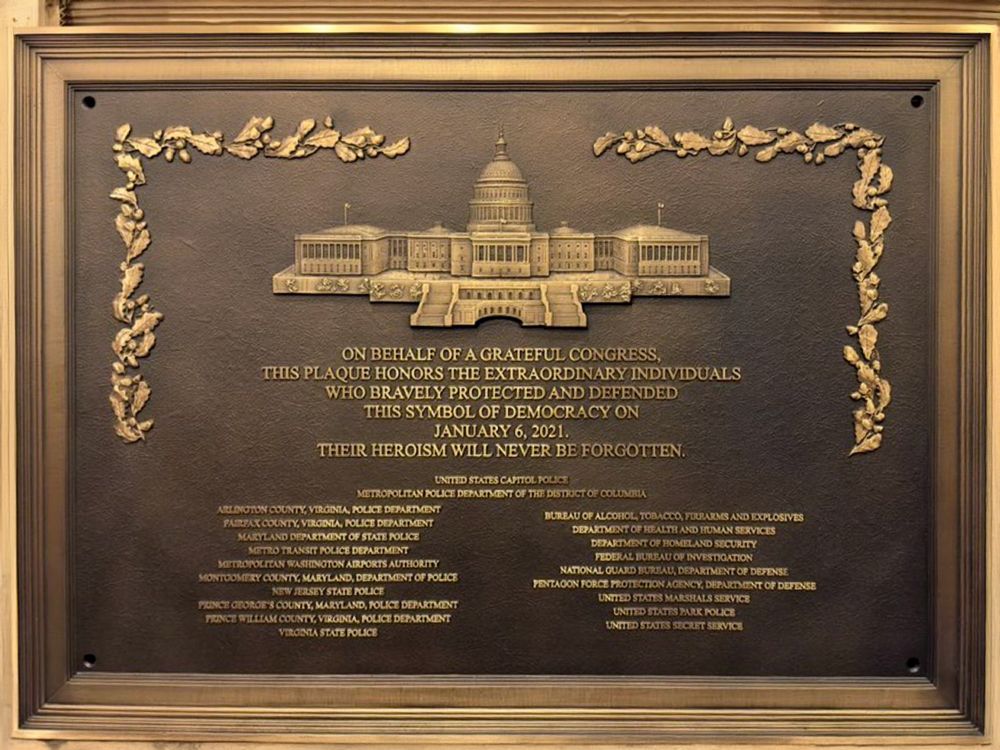 ON BEHALF OF A GRATEFUL CONGRESS,
THIS PLAQUE HONORS THE EXTRAORDINARY INDIVIDUALS
WHO BRAVELY PROTECTED AND DEFENDED
THIS SYMBOL OF DEMOCRACY ON
JANUARY 6, 2021.
THEIR HEROISM WILL NEVER BE FORGOTTEN.
UNITED STATES CAPITOL POLICE
METROPOLITAN POLICE DEPARTMENT OF THE DISTRICT OF COLUMBIA
ARLINGTON COUNTY, VIRGINIA, POLICE DEPARTMENT
FAIRFAX COUNTY, VIRGINIA, POLICE DEPARTMENT
MARYLAND DEPARTMENT OF STATE POLICE
METRO TRANSIT POLICE DEPARTMENT
METROPOLITAN WASHINGTON AIRPORTS AUTHORITY
MONTGOMERY COUNTY, MARYLAND, DEPARTMENT OF POLICE
NEW JERSEY STATE POLICE
PRINCE GEORGE'S COUNTY, MARYLAND, POLICE DEPARTMENT
PRINCE WILLIAM COUNTY, VIRGINIA, POLICE DEPARTMENT
VIRGINIA STATE POLICE
BUREAU OF ALCOHOL, TOBACCO, FIREARMS AND EXPLOSIVES
DEPARTMENT OF HEALTH AND HUMAN SERVICES
DEPARTMENT OF HOMELAND SECURITY
FEDERAL BUREAU OF INVESTIGATION
NATIONAL GUARD BUREAU, DEPARTMENT OF DEFENSE
PENTAGON FORCE PROTECTION AGENCY, DEPARTMENT OF DEFENSE
UNITED STATES MARSHALS SERVICE
UNITED STATES PARK POLICE
UNITED STATES SECRET SERVICE